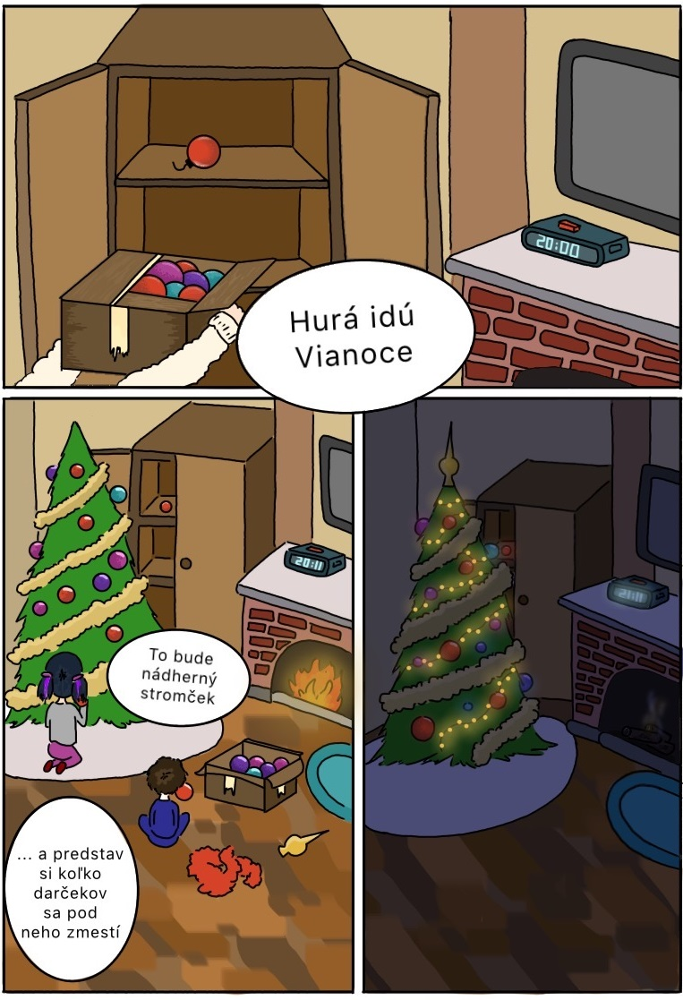 20:00
Hurá idú
Vianoce
20:11
To bude
nádherný
stromček
... a predstav
si koľko
darčekov
sa pod
neho zmestí
21:11